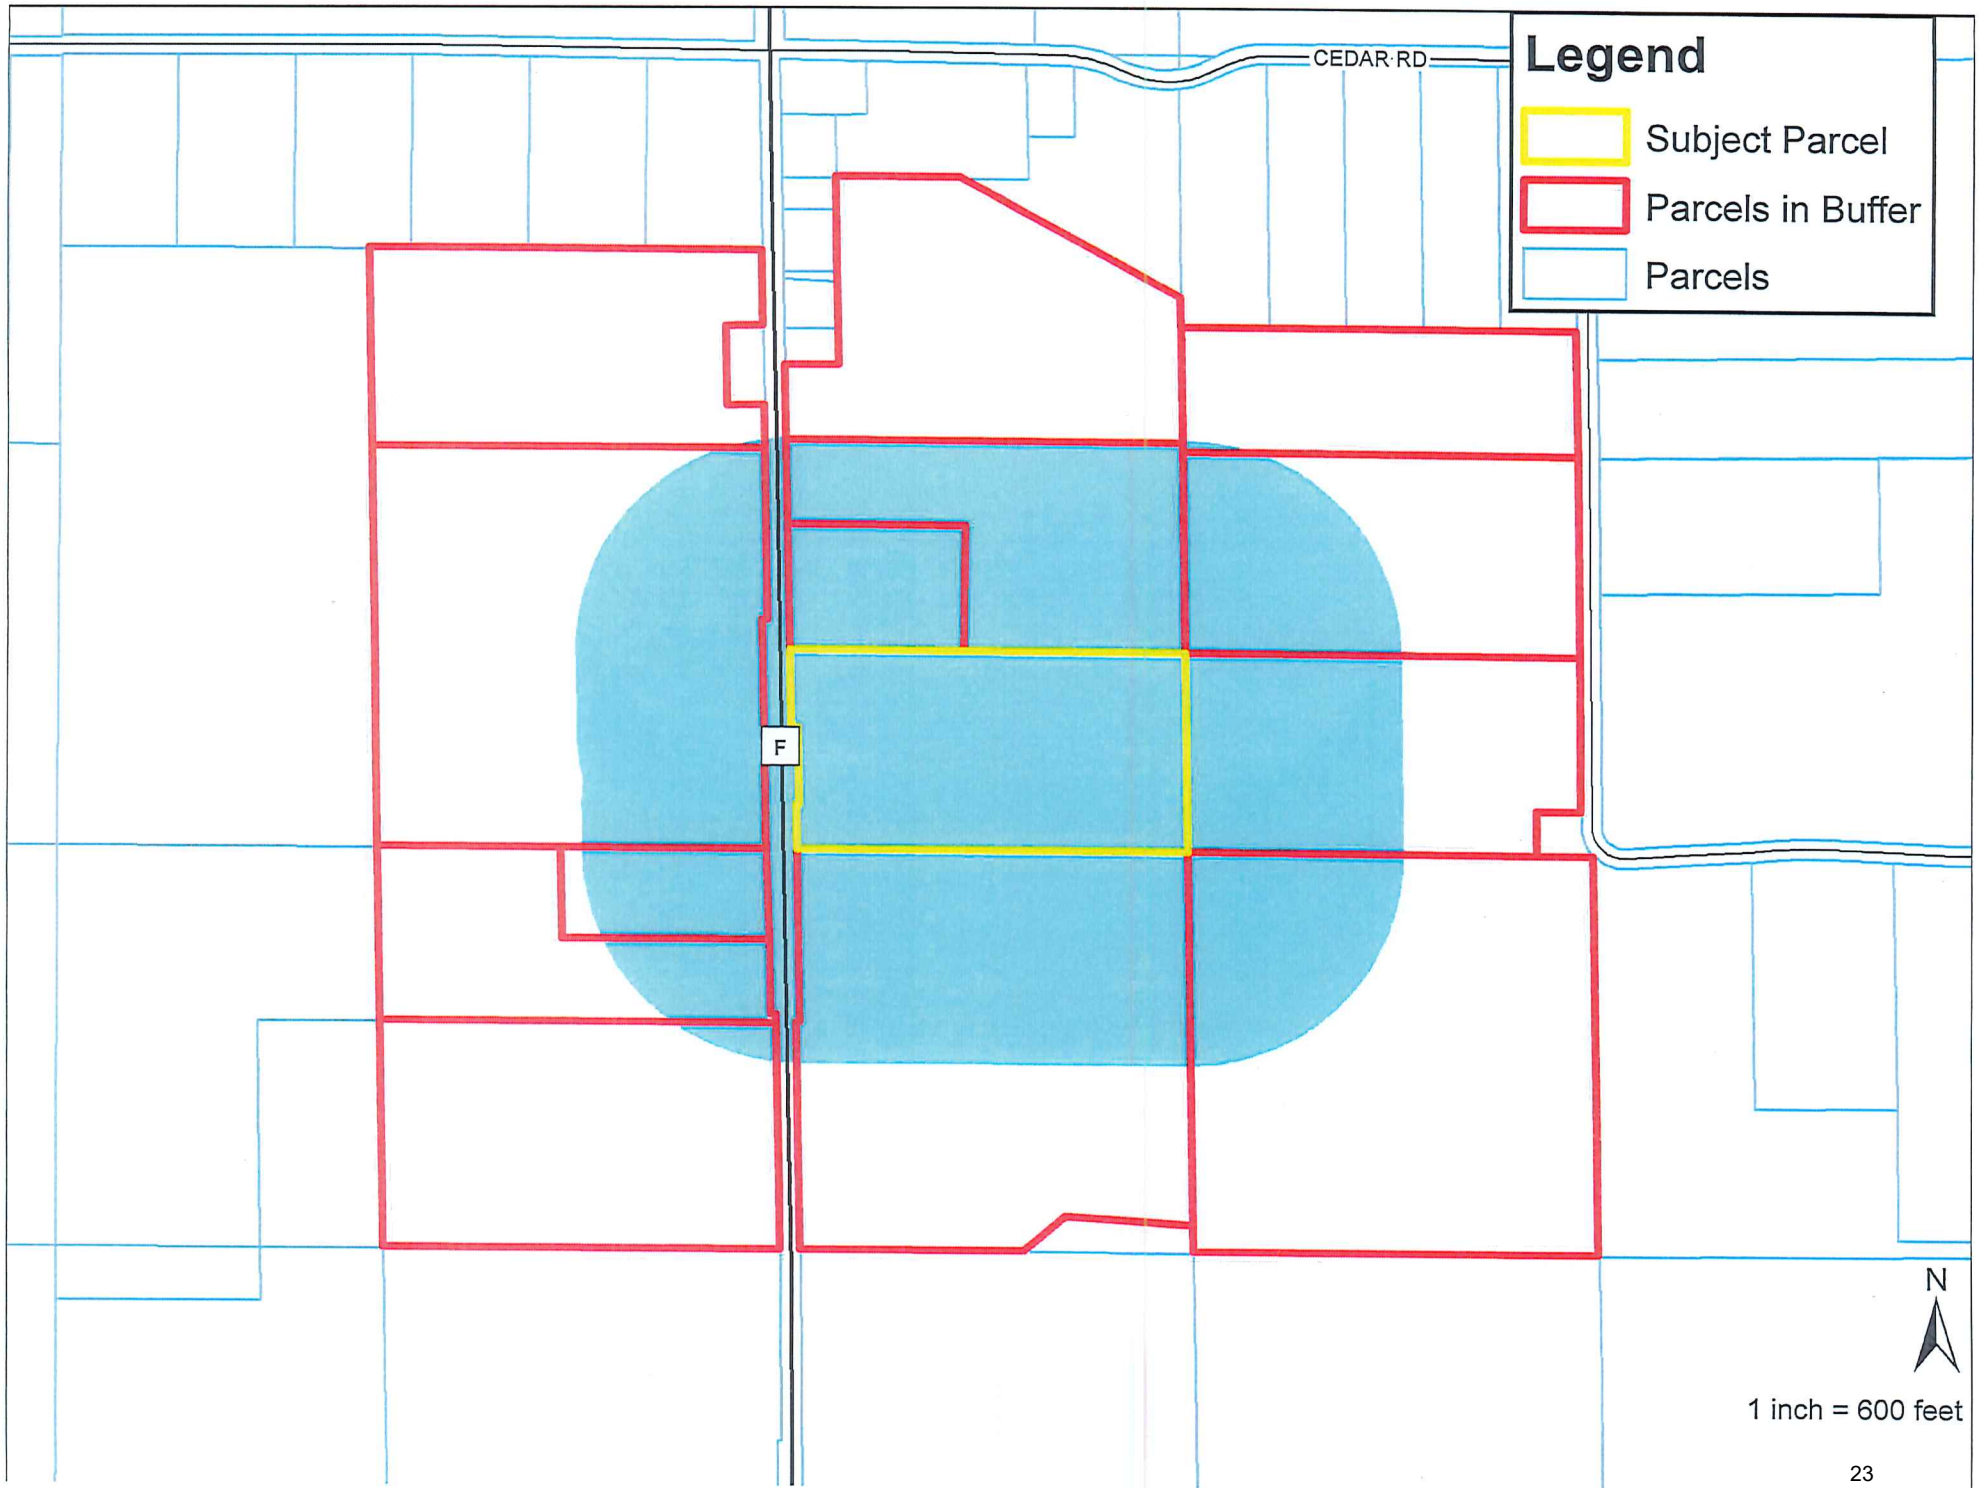 CEDAR RD
Legend
Subject Parcel
Parcels in Buffer
Parcels
F
N
1 inch = 600 feet
23